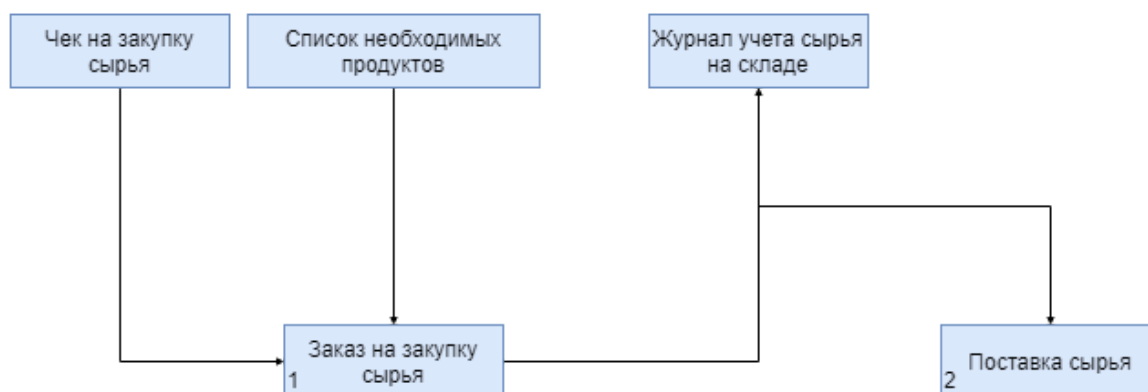 Чек на закупку
сырья
Список необходимых
продуктов
Журнал учета сырья
на складе
Заказ на закупку
сырья
1
Поставка сырья
2